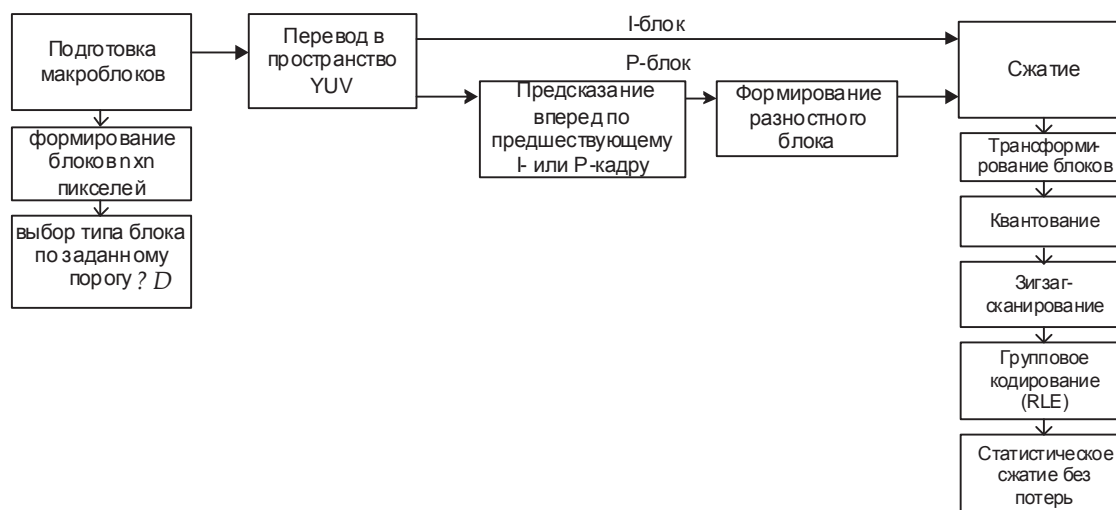 Подготовка
макроблоков
формирование
блоков n x n
пикселей
выбор типа блока
по заданному
порогу ? D
Перевод в
пространство
YUV
I-блок
P-блок
Предсказание
вперед по
предшествующему
I- или P-кадру
Формирование
разностного
блока
Сжатие
Трансформи-
рование блоков
Квантование
Зигзаг-
сканирование
Групповое
кодирование
(RLE)
Статистическое
сжатие без
потерь